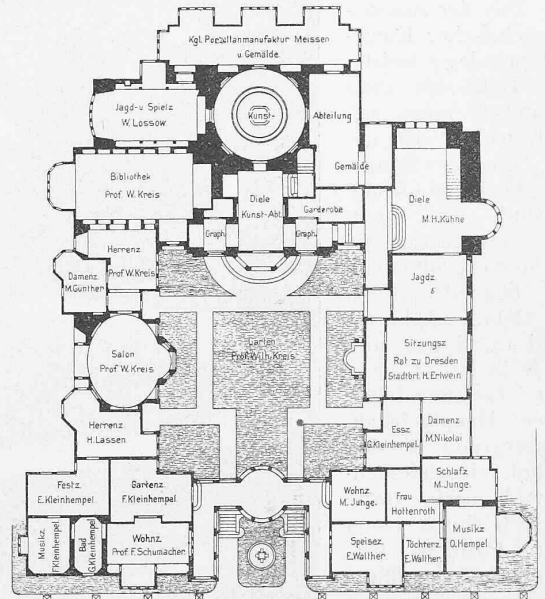 Kgl. Porzellanmanufaktur Meissen
u. Gemälde.
Jagd-u Spielz
W. Lossow
Kunst-
Abteilung
Gemälde
Bibliothek
Prof. W. Kreis
Diele
Kunst-Abt.
Garderobe
Diele
M.H.Kühne
Graph.
Graph.
Herrenz
Prof W. Kreis
Damenz
M.Günther
Jagdz
Garten
Prof. Wilh. Kreis
Salon
Prof W. Kreis
Sitzungsz
Rat zu Dresden
Stadtbrt. H. Erlwein
Herrenz
H. Lassen
Essz
G.Kleinhempel.
Damenz
M. Nikolai
Festz.
E.Kleinhempel.
Gartenz.
F.Kleinhempel
Wohnz
M. Junge.
Frau
Hottenroth
Schlafz
M. Junge.
Musikz.
F.Kleinhempel
Bad
G.Kleinhempel
Wohnz.
Prof. F. Schumacher
Speisez.
E.Walther
Töchterz.
E.Walther
Musikz
O. Hempel